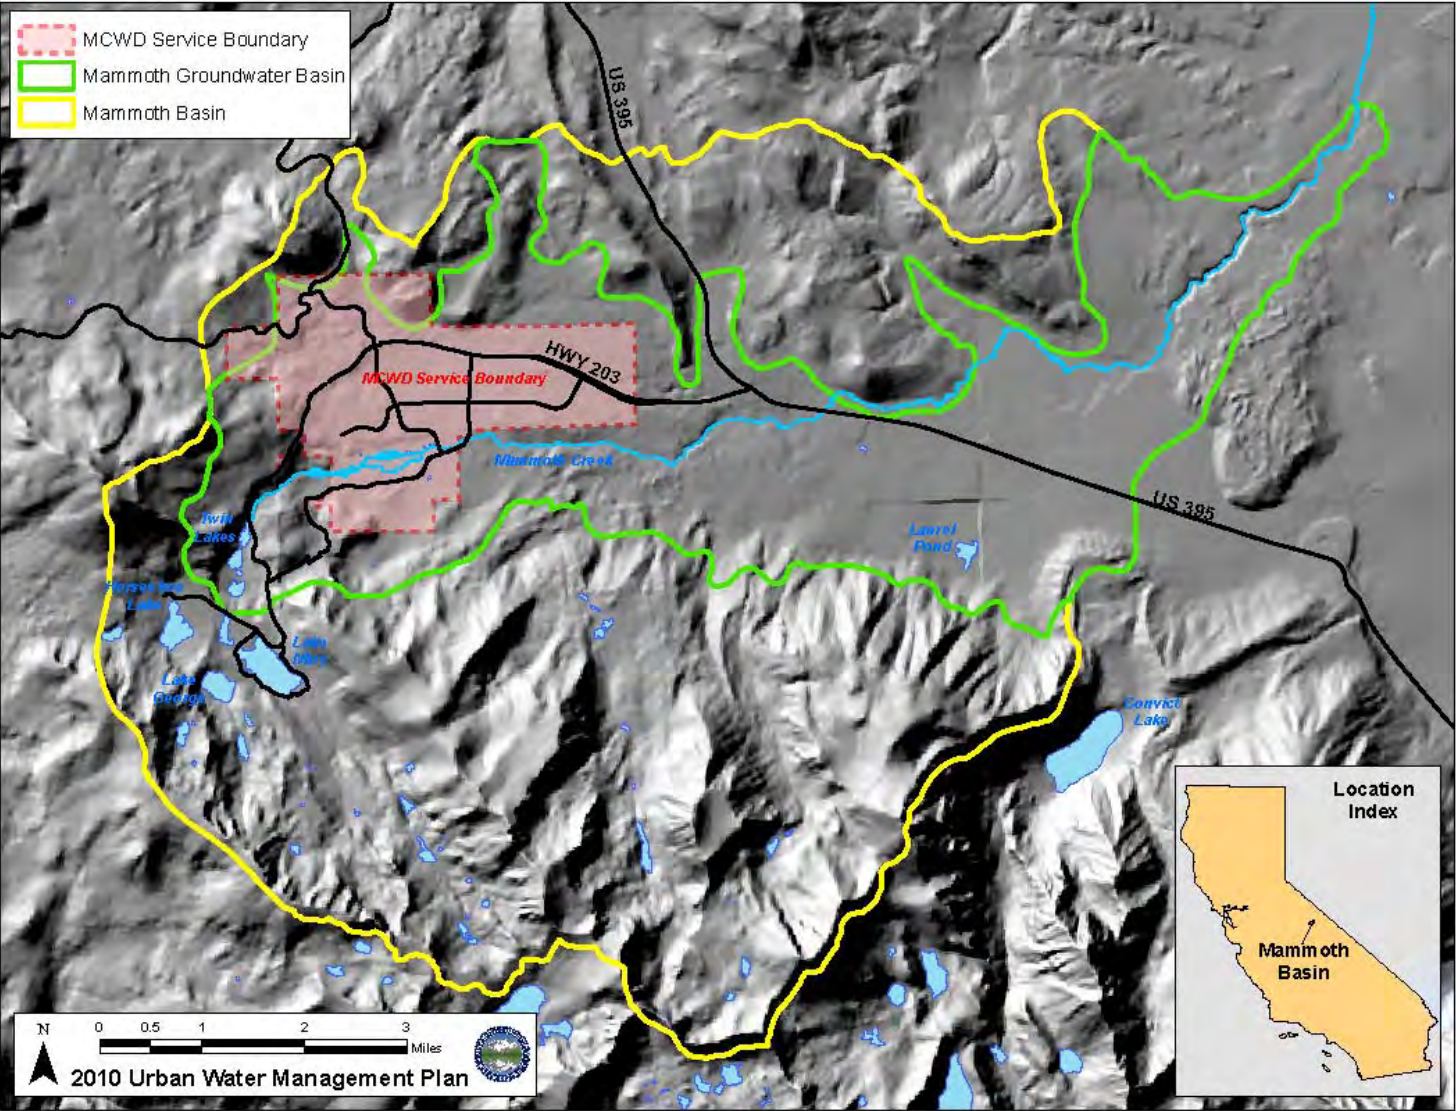 MCWD Service Boundary
Mammoth Groundwater Basin
Mammoth Basin
US 395
HWY 203
MCWD Service Boundary
Mammoth Creek
US 395
Twin
Lakes
Laurel
Pond
Lake
Lake
Mary
Lake
George
Convict
Lake
Location
Index
Mammoth
Basin
N
0 0.5 1 2 3
Miles
2010 Urban Water Management Plan